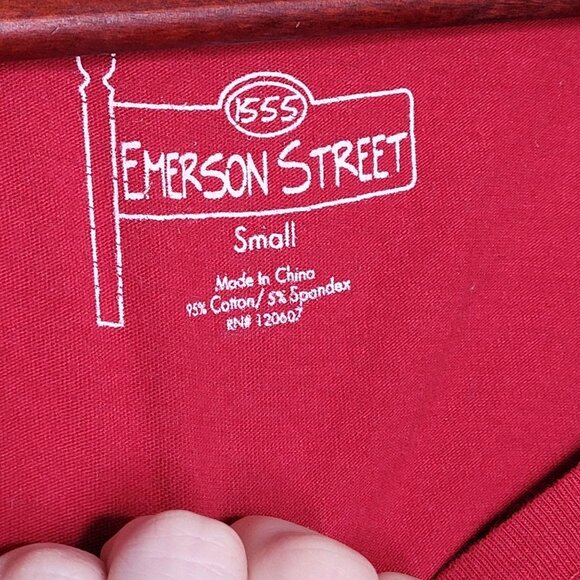 1555
EMERSON STREET
Small
Made In China
95% Cotton/ 5% Spandex
RN# 120607